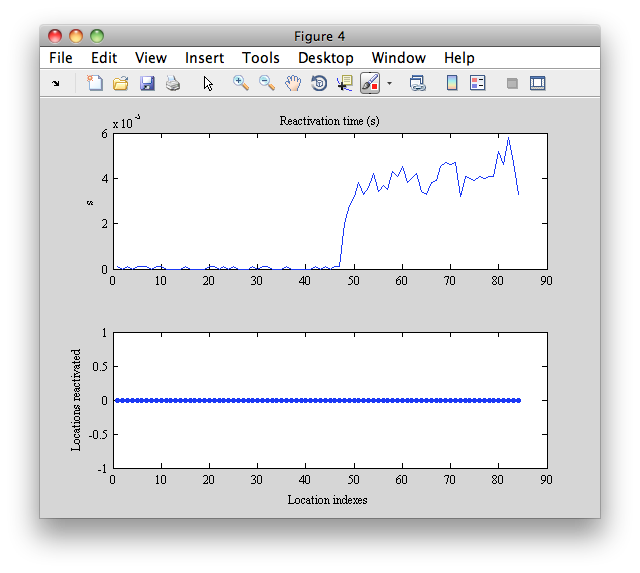 Figure 4
File Edit View Insert Tools Desktop Window Help
Reactivation time (s)
x 10
6
4
2
0
s
0 10 20 30 40 50 60 70 80 90
1
0.5
0
-0.5
-1
Locations reactivated
0 10 20 30 40 50 60 70 80 90
Location indexes